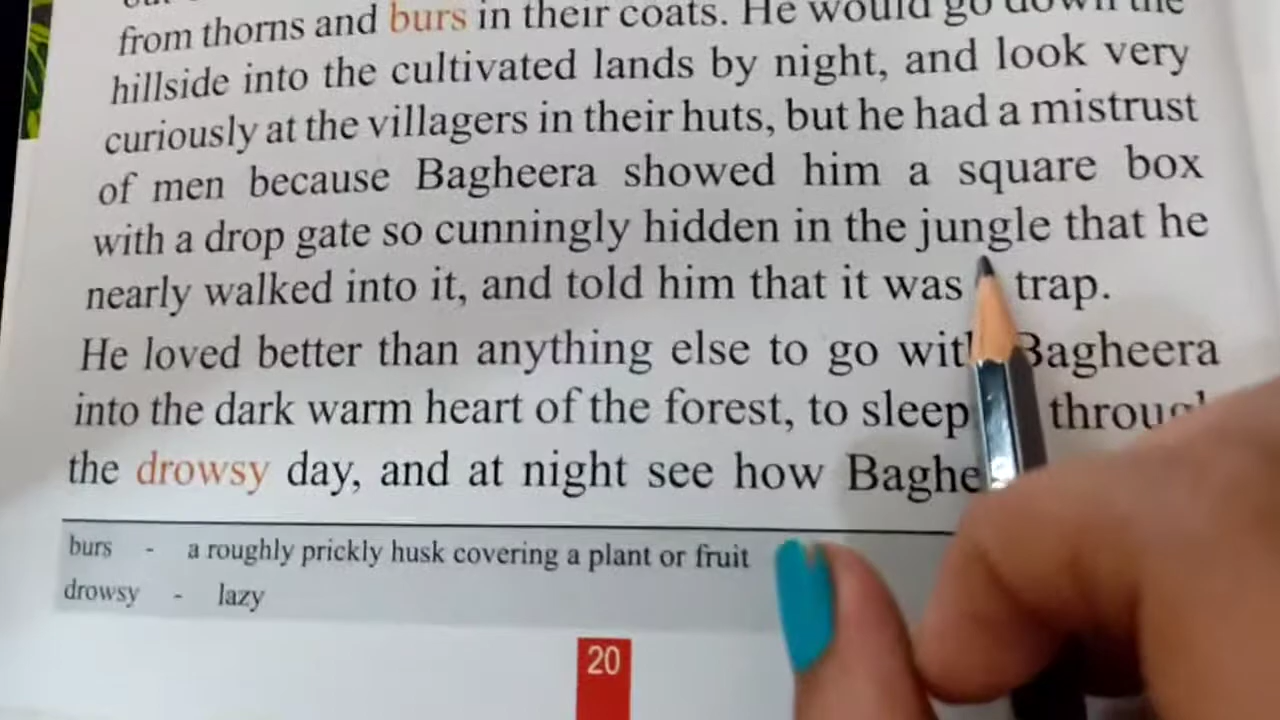 from thorns and burs in their coats. He would go down the
hillside into the cultivated lands by night, and look very
curiously at the villagers in their huts, but he had a mistrust
of men because Bagheera showed him a square box
with a drop gate so cunningly hidden in the jungle that he
nearly walked into it, and told him that it was trap.
He loved better than anything else to go with Bagheera
into the dark warm heart of the forest, to sleep through
the drowsy day, and at night see how Baghe
burs - a roughly prickly husk covering a plant or fruit
drowsy - lazy
20